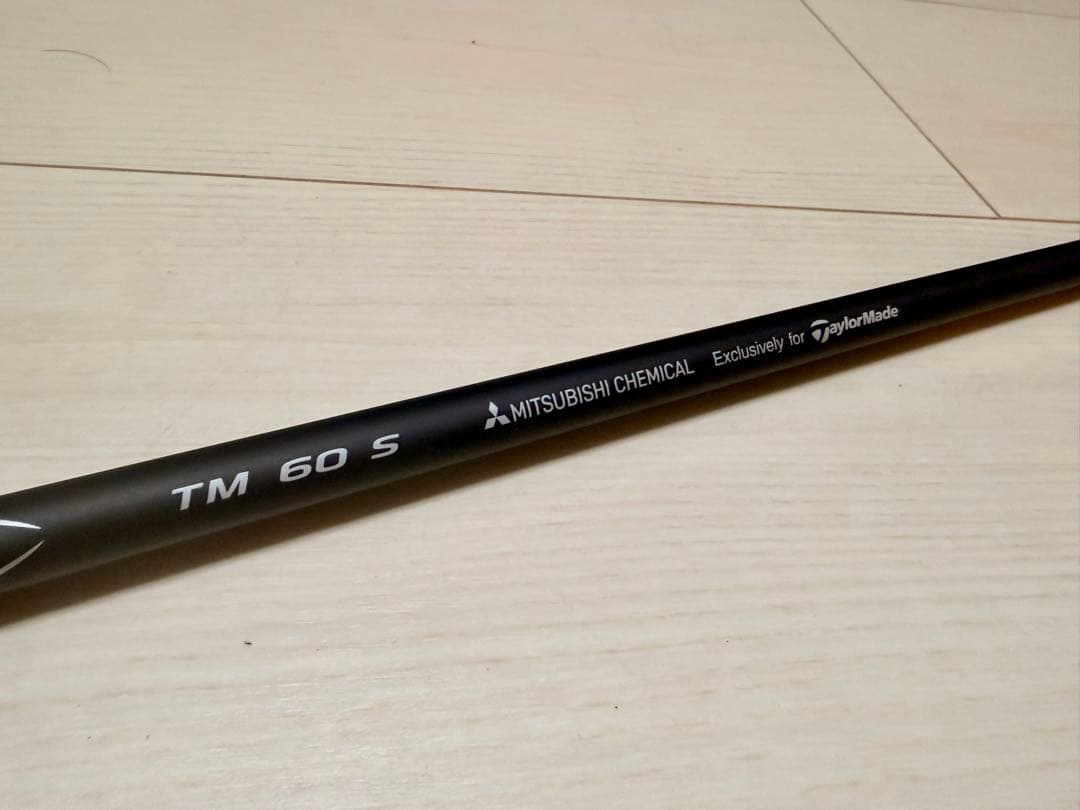 TM 60 S MITSUBISHI CHEMICAL Exclusively for TaylorMade